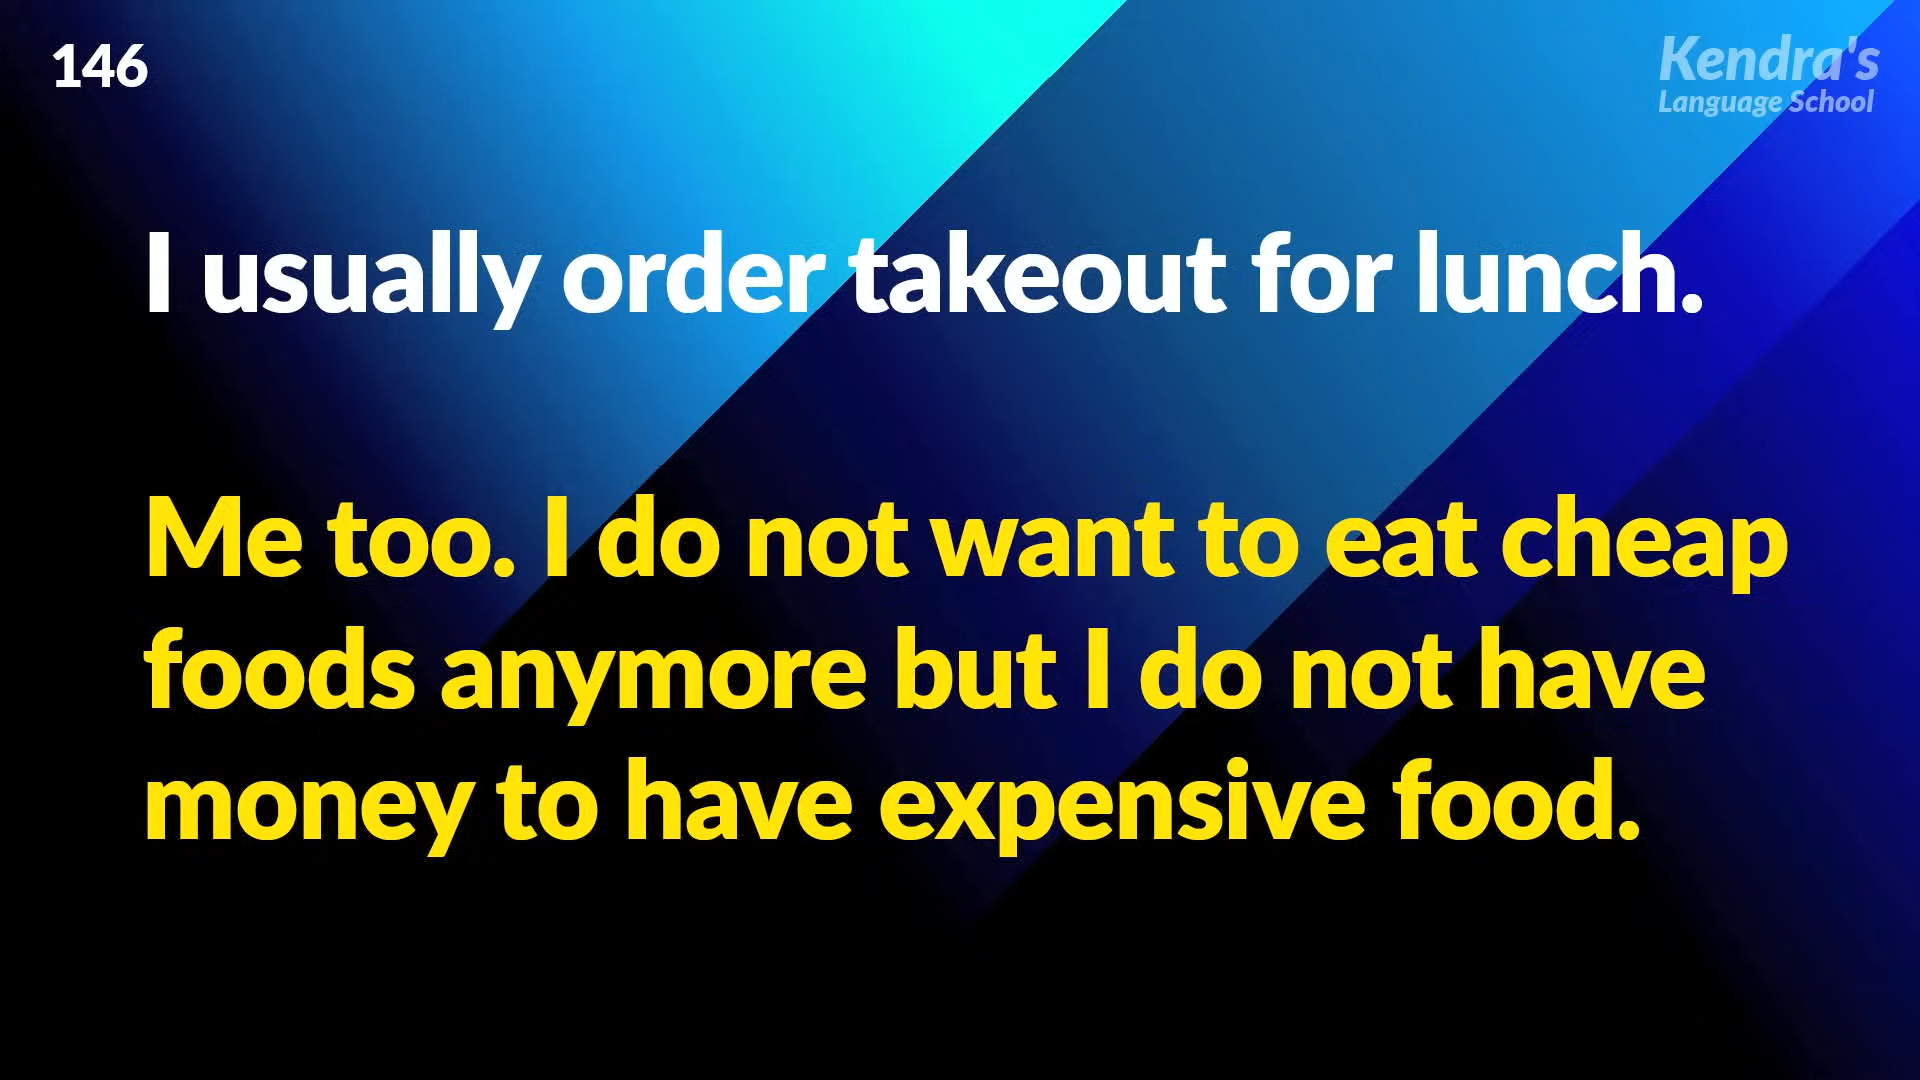 146
Kendra's
Language School
I usually order takeout for lunch.
Me too. I do not want to eat cheap
foods anymore but I do not have
money to have expensive food.